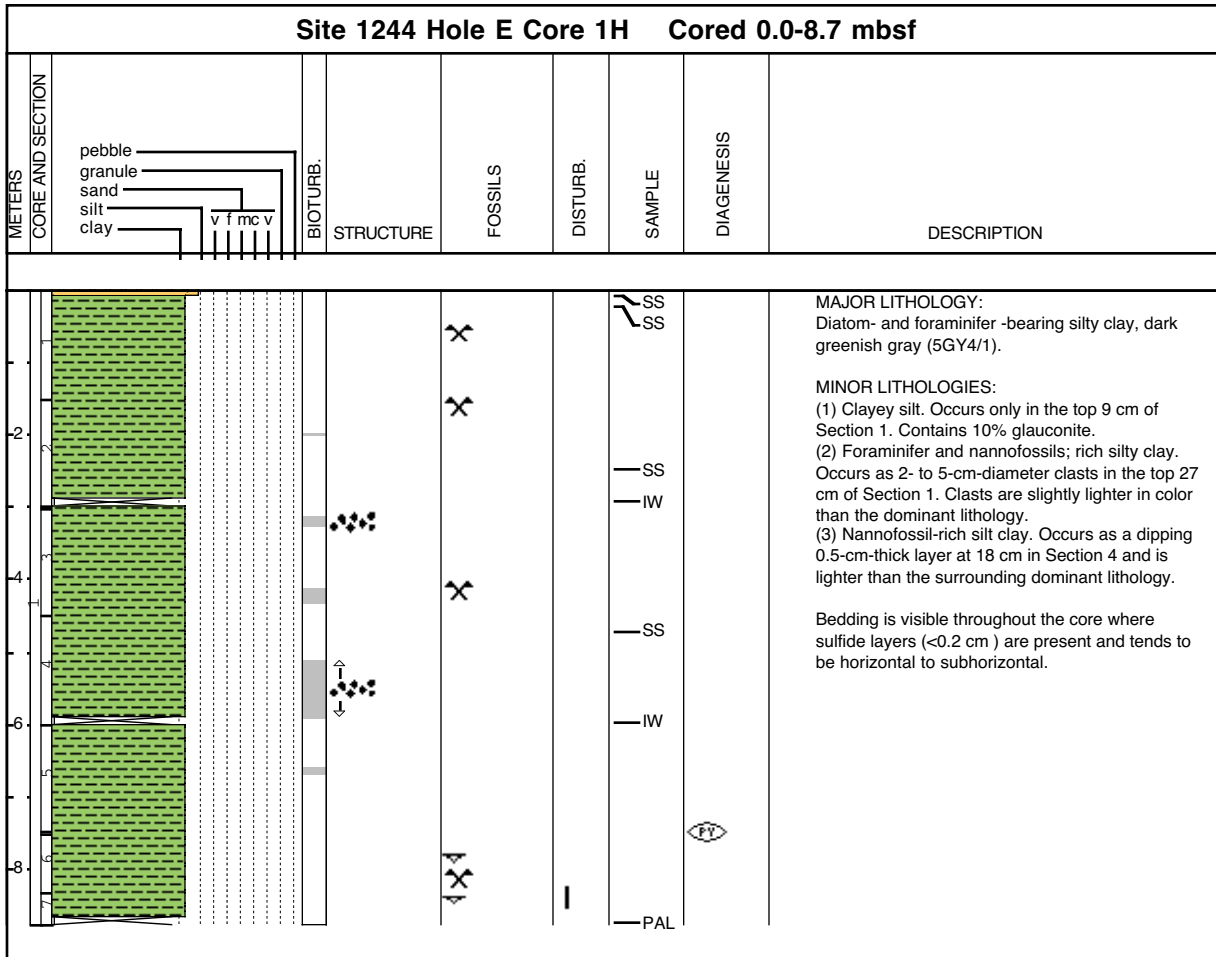 Site 1244 Hole E Core 1H Cored 0.0-8.7 mbsf
METERS
CORE AND SECTION
pebble
granule
sand
silt
clay
v f m c v
BIOTURB.
STRUCTURE
FOSSILS
DISTURB.
SAMPLE
DIAGENESIS
DESCRIPTION
2
4
6
8
1
1
2
3
4
5
6
7
SS
SS
SS
IW
SS
IW
PAL
PY
MAJOR LITHOLOGY:
Diatom- and foraminifer -bearing silty clay, dark
greenish gray (5GY4/1).
MINOR LITHOLOGIES:
(1) Clayey silt. Occurs only in the top 9 cm of
Section 1. Contains 10% glauconite.
(2) Foraminifer and nannofossils; rich silty clay.
Occurs as 2- to 5-cm-diameter clasts in the top 27
cm of Section 1. Clasts are slightly lighter in color
than the dominant lithology.
(3) Nannofossil-rich silt clay. Occurs as a dipping
0.5-cm-thick layer at 18 cm in Section 4 and is
lighter than the surrounding dominant lithology.
Bedding is visible throughout the core where
sulfide layers (<0.2 cm ) are present and tends to
be horizontal to subhorizontal.